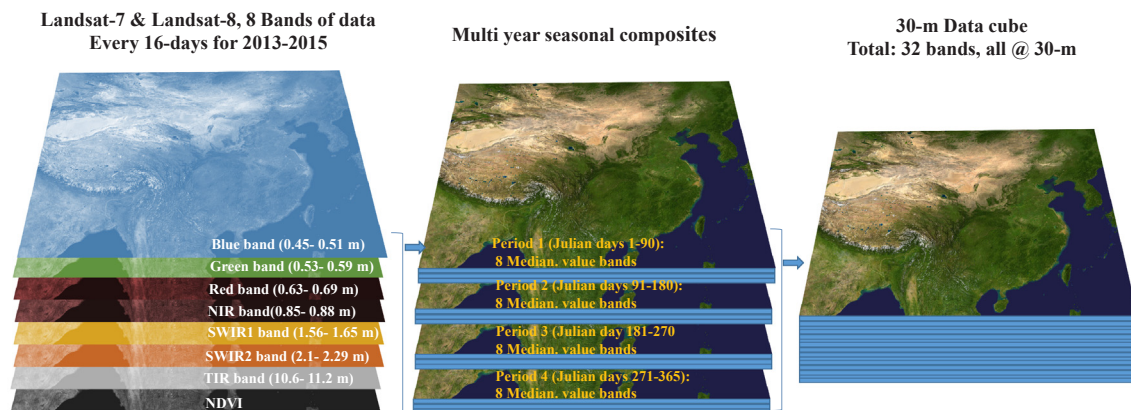 Landsat-7 & Landsat-8, 8 Bands of data
Every 16-days for 2013-2015
Blue band (0.45- 0.51 m)
Green band (0.53- 0.59 m)
Red band (0.63- 0.69 m)
NIR band(0.85- 0.88 m)
SWIR1 band (1.56- 1.65 m)
SWIR2 band (2.1- 2.29 m)
TIR band (10.6- 11.2 m)
NDVI
Multi year seasonal composites
Period 1 (Julian days 1-90):
8 Median. value bands
Period 2 (Julian days 91-180):
8 Median. value bands
Period 3 (Julian day 181-270
8 Median. value bands
Period 4 (Julian days 271-365):
8 Median. value bands
30-m Data cube
Total: 32 bands, all @ 30-m